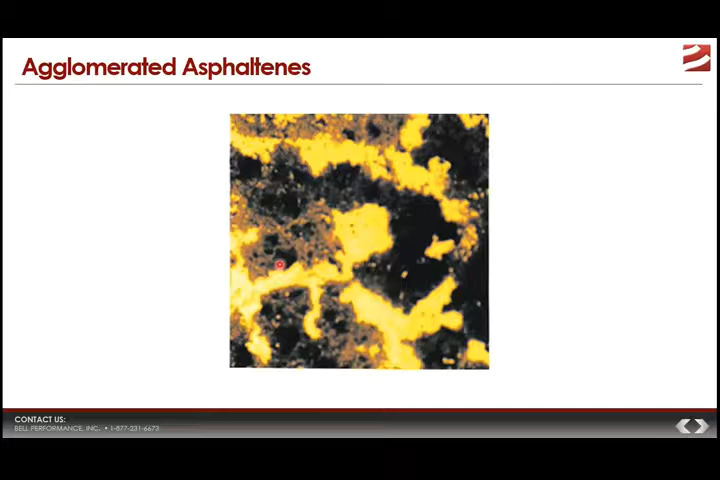 Agglomerated Asphaltenes
CONTACT US:
BELL PERFORMANCE, INC. • 1-877-231-6673